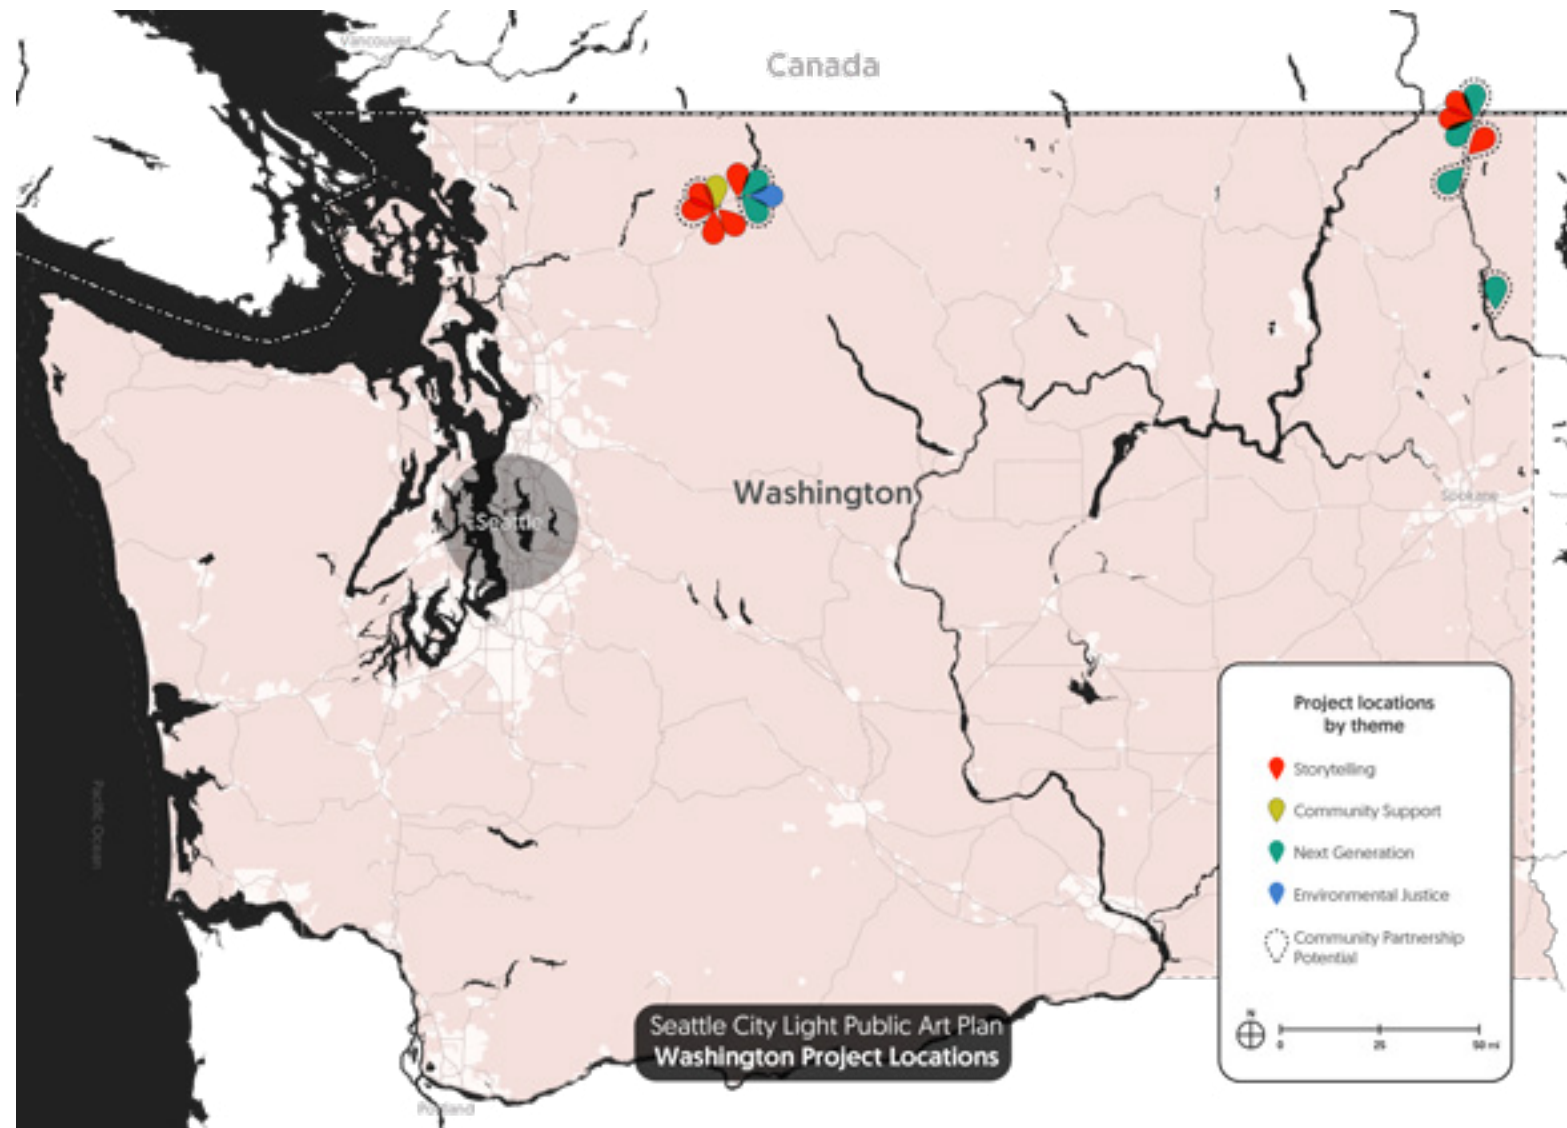 Vancouver
Canada
Washington
Seattle
Spokane
Pacific Ocean
Project locations
by theme
Storytelling
Community Support
Next Generation
Environmental Justice
Community Partnership
Potential
N
0 25 50 mi
Seattle City Light Public Art Plan
Washington Project Locations
Portland